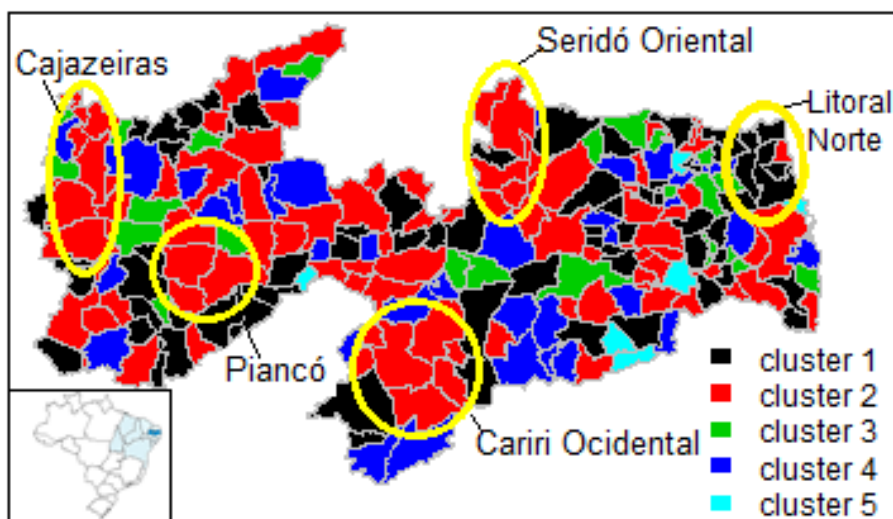 Cajazeiras
Seridó Oriental
Litoral
Norte
Piancó
Cariri Ocidental
cluster 1
cluster 2
cluster 3
cluster 4
cluster 5